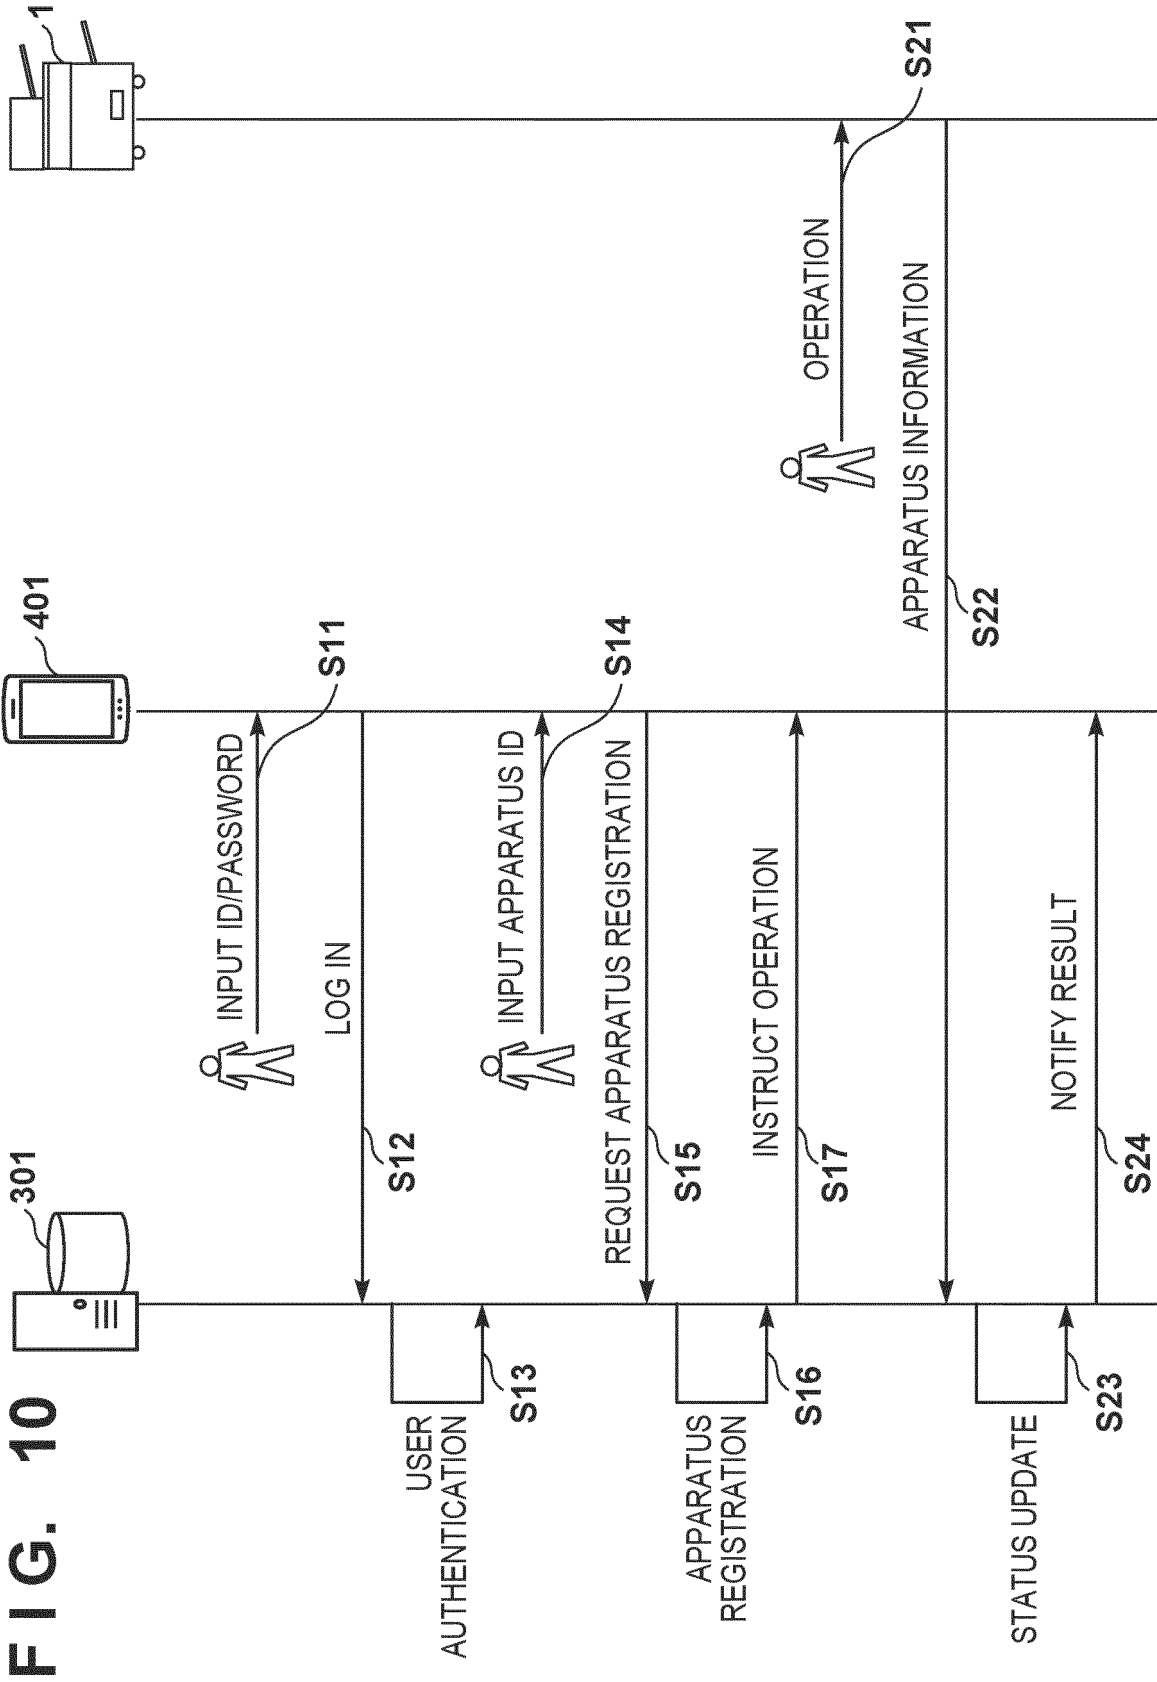 FIG. 10
301
401
1
INPUT ID/PASSWORD
S11
LOG IN
S12
USER
AUTHENTICATION
S13
INPUT APPARATUS ID
S14
REQUEST APPARATUS REGISTRATION
S15
APPARATUS
REGISTRATION
S16
INSTRUCT OPERATION
S17
OPERATION
S21
APPARATUS INFORMATION
S22
STATUS UPDATE
S23
NOTIFY RESULT
S24